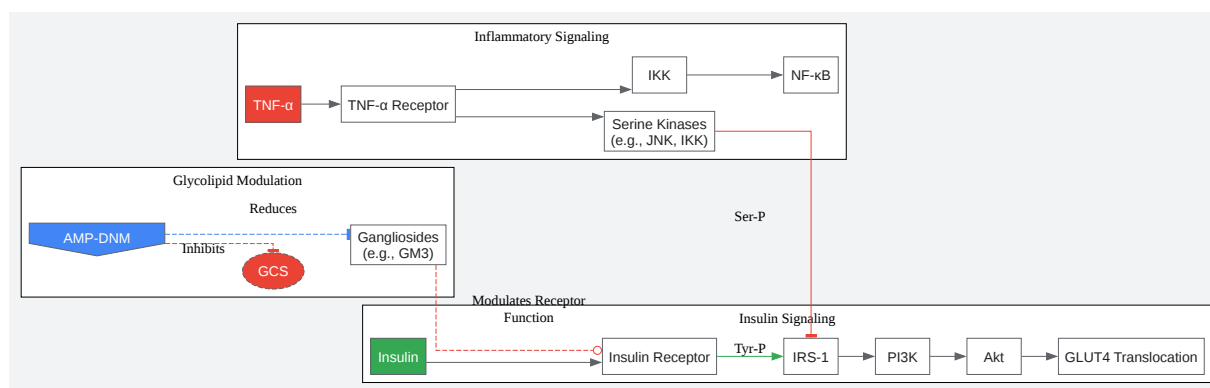 Inflammatory Signaling
IKK
NF-κB
TNF-α
TNF-α Receptor
Serine Kinases
(e.g., JNK, IKK)
Glycolipid Modulation
Reduces
AMP-DNM
Inhibits
Gangliosides
(e.g., GM3)
GCS
Ser-P
Modulates Receptor
Function
Insulin Signaling
Insulin
Insulin Receptor
Tyr-P
IRS-1
PI3K
Akt
GLUT4 Translocation